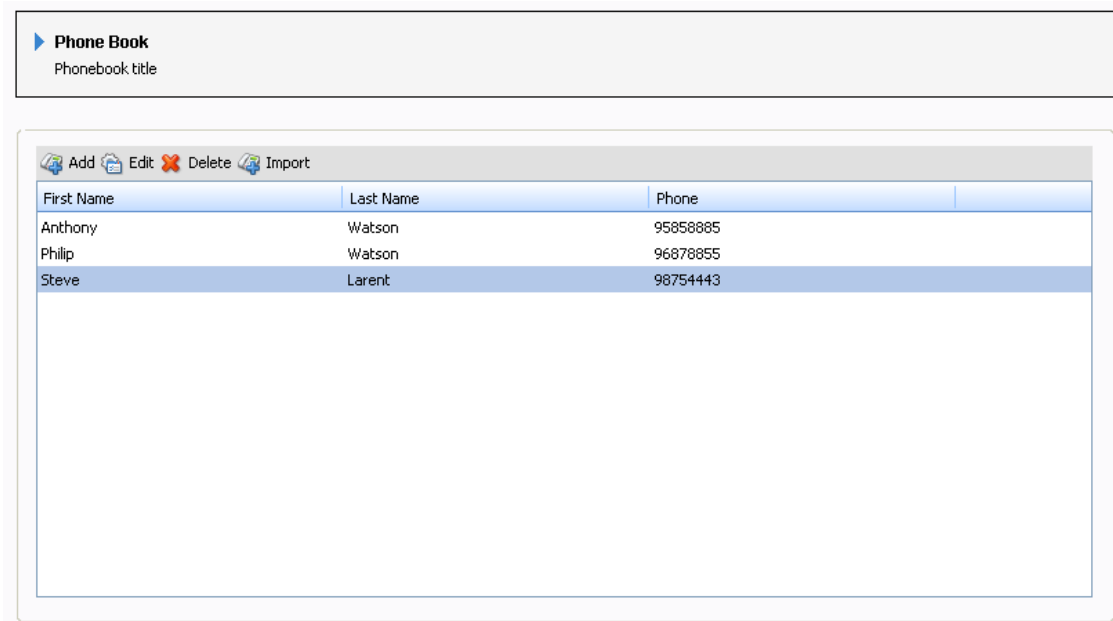 Phone Book
Phonebook title
Add Edit Delete Import
First Name Last Name Phone
Anthony Watson 95858885
Philip Watson 96878855
Steve Larent 98754443